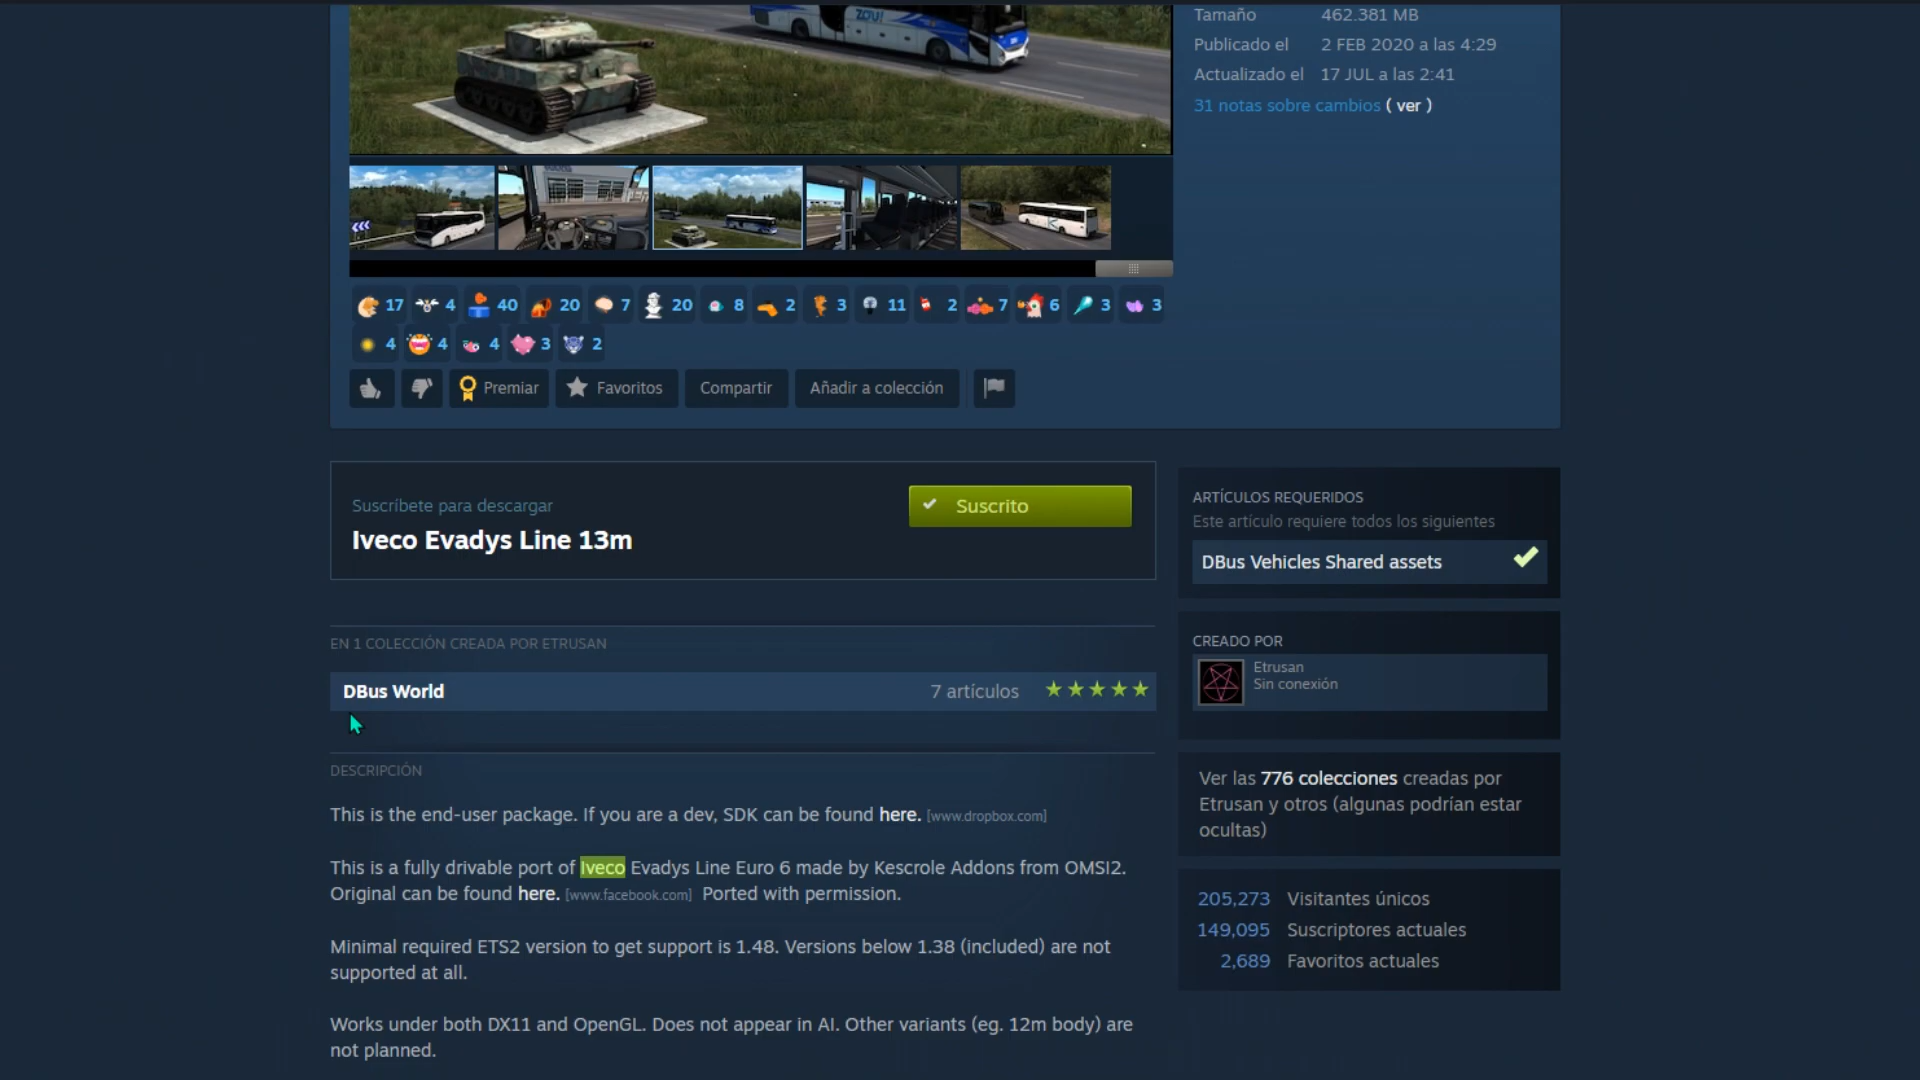 ZOU!
Tamaño 462.381 MB
Publicado el 2 FEB 2020 a las 4:29
Actualizado el 17 JUL a las 2:41
31 notas sobre cambios ( ver )
17 4 40 20 7 20 8 2 3 11 2 7 6 3 3
4 4 4 3 2
Premiar Favoritos Compartir Añadir a colección
Suscríbete para descargar
Iveco Evadys Line 13m
Suscrito
EN 1 COLECCIÓN CREADA POR ETRUSAN
DBus World 7 artículos
DESCRIPCIÓN
This is the end-user package. If you are a dev, SDK can be found here. [www.dropbox.com]
This is a fully drivable port of Iveco Evadys Line Euro 6 made by Kescrole Addons from OMSI2.
Original can be found here. [www.facebook.com] Ported with permission.
Minimal required ETS2 version to get support is 1.48. Versions below 1.38 (included) are not
supported at all.
Works under both DX11 and OpenGL. Does not appear in AI. Other variants (eg. 12m body) are
not planned.
ARTÍCULOS REQUERIDOS
Este artículo requiere todos los siguientes
DBus Vehicles Shared assets
CREADO POR
Etrusan
Sin conexión
Ver las 776 colecciones creadas por
Etrusan y otros (algunas podrían estar
ocultas)
205,273 Visitantes únicos
149,095 Suscriptores actuales
2,689 Favoritos actuales